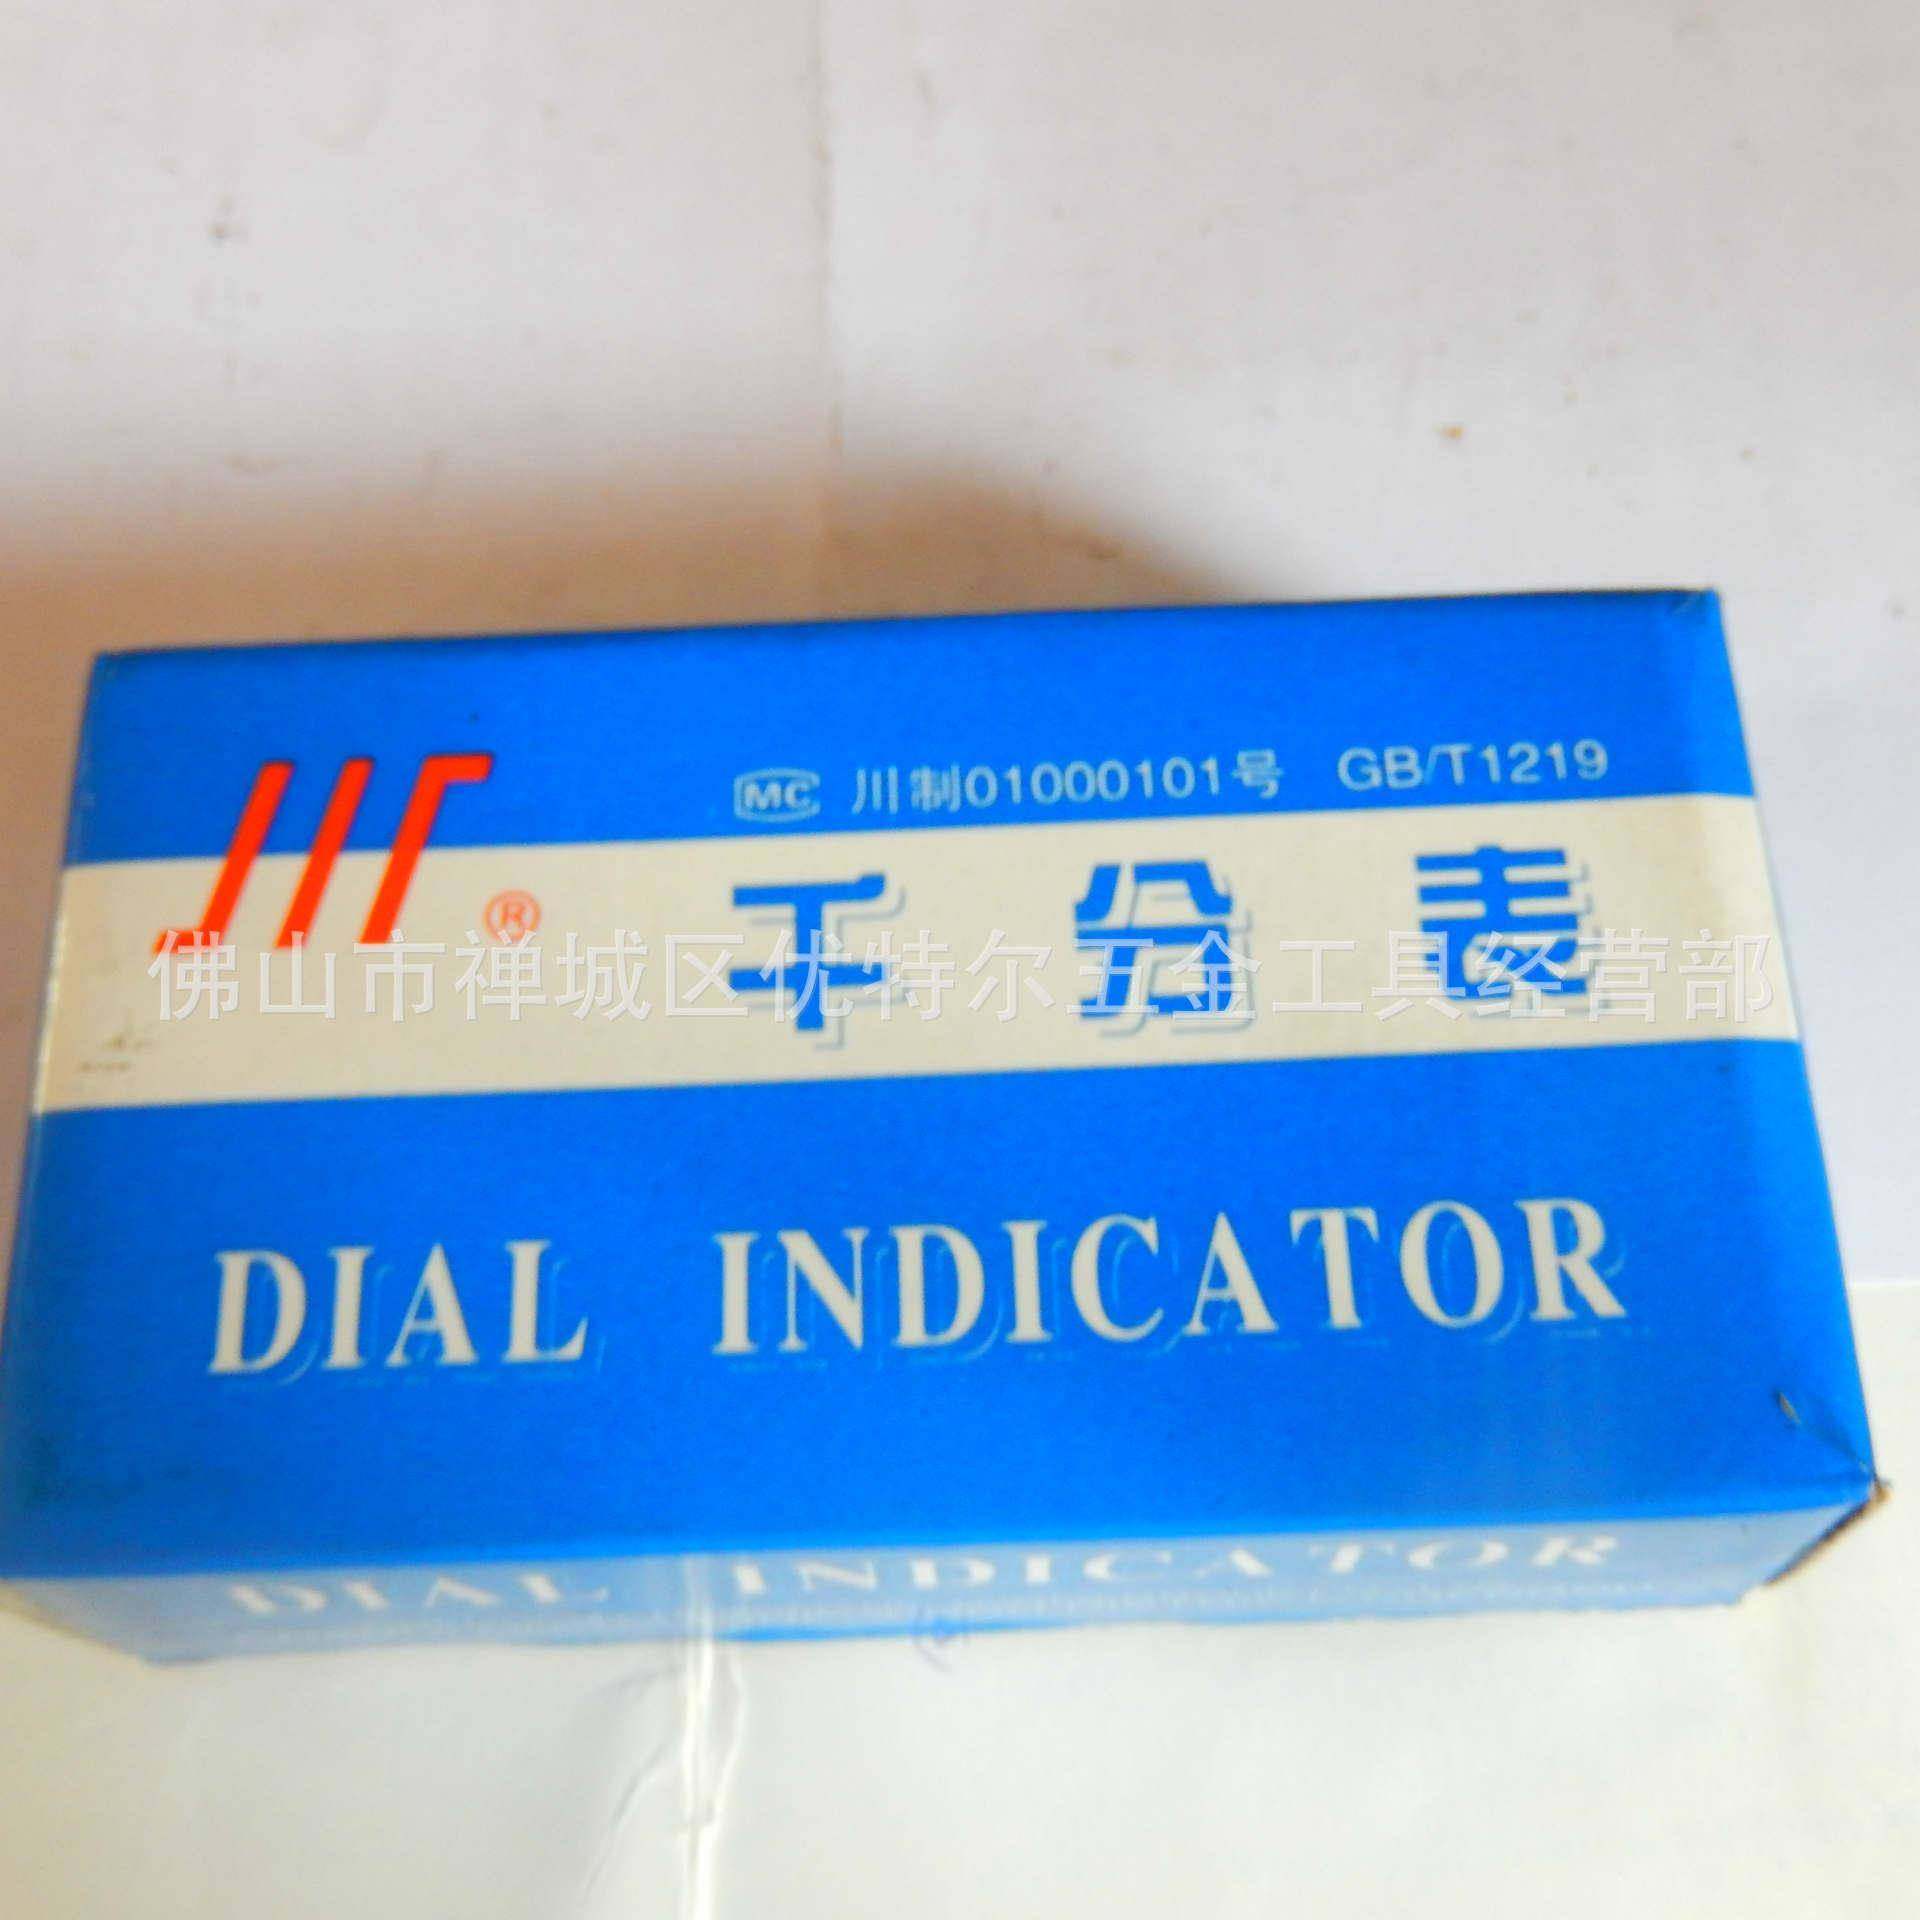 MC 川制01000101号 GB/T1219
®
千分表
佛山市禅城区优特尔五金工具经营部
DIAL INDICATOR
DIAL INDICATOR